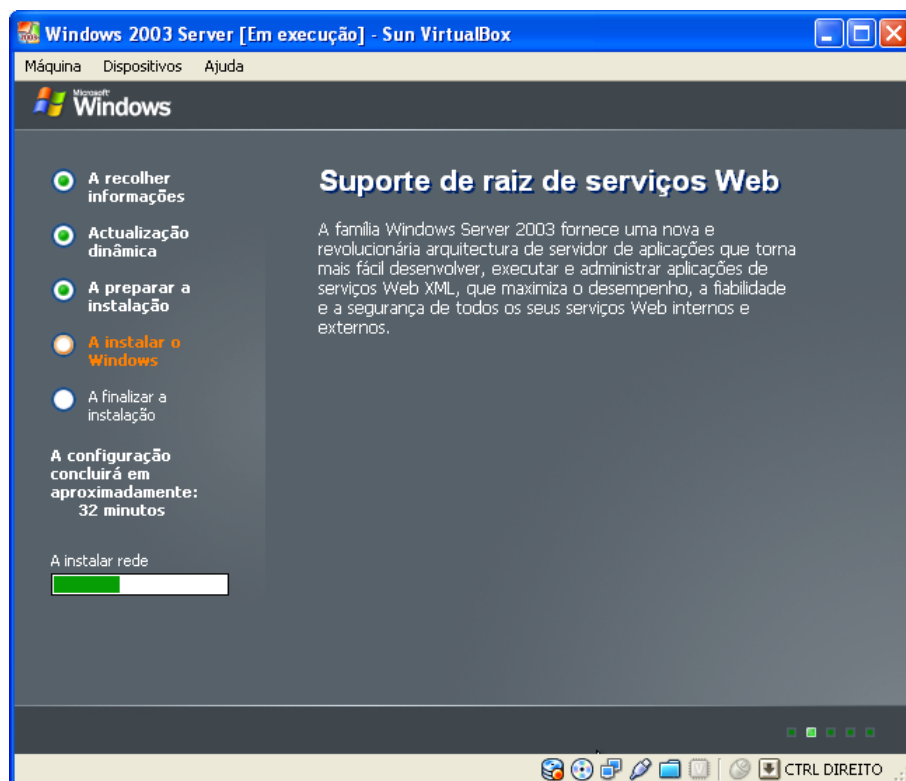 Windows 2003 Server [Em execução] - Sun VirtualBox
Máquina Dispositivos Ajuda
Microsoft
Windows
A recolher
informações
Actualização
dinâmica
A preparar a
instalação
A instalar o
Windows
A finalizar a
instalação
A configuração
concluirá em
aproximadamente:
32 minutos
A instalar rede
Suporte de raiz de serviços Web
A família Windows Server 2003 fornece uma nova e
revolucionária arquitectura de servidor de aplicações que torna
mais fácil desenvolver, executar e administrar aplicações de
serviços Web XML, que maximiza o desempenho, a fiabilidade
e a segurança de todos os seus serviços Web internos e
externos.
CTRL DIREITO